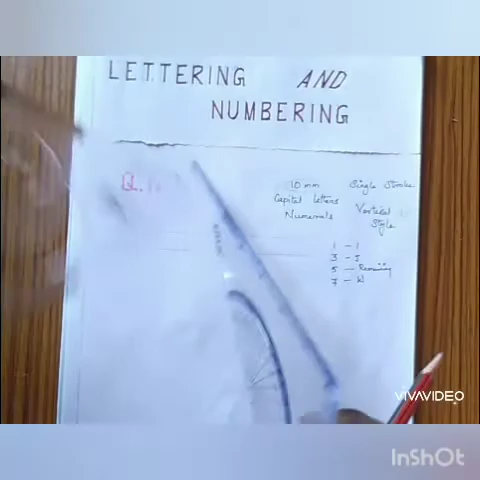 LETTERING AND
NUMBERING
Q.1.
10 mm Single Stroke
Capital letters Vertical
Numerals Style
1 - I
3 - J
5 - Remaining
7 - W
VIVAVIDEO
InShOt